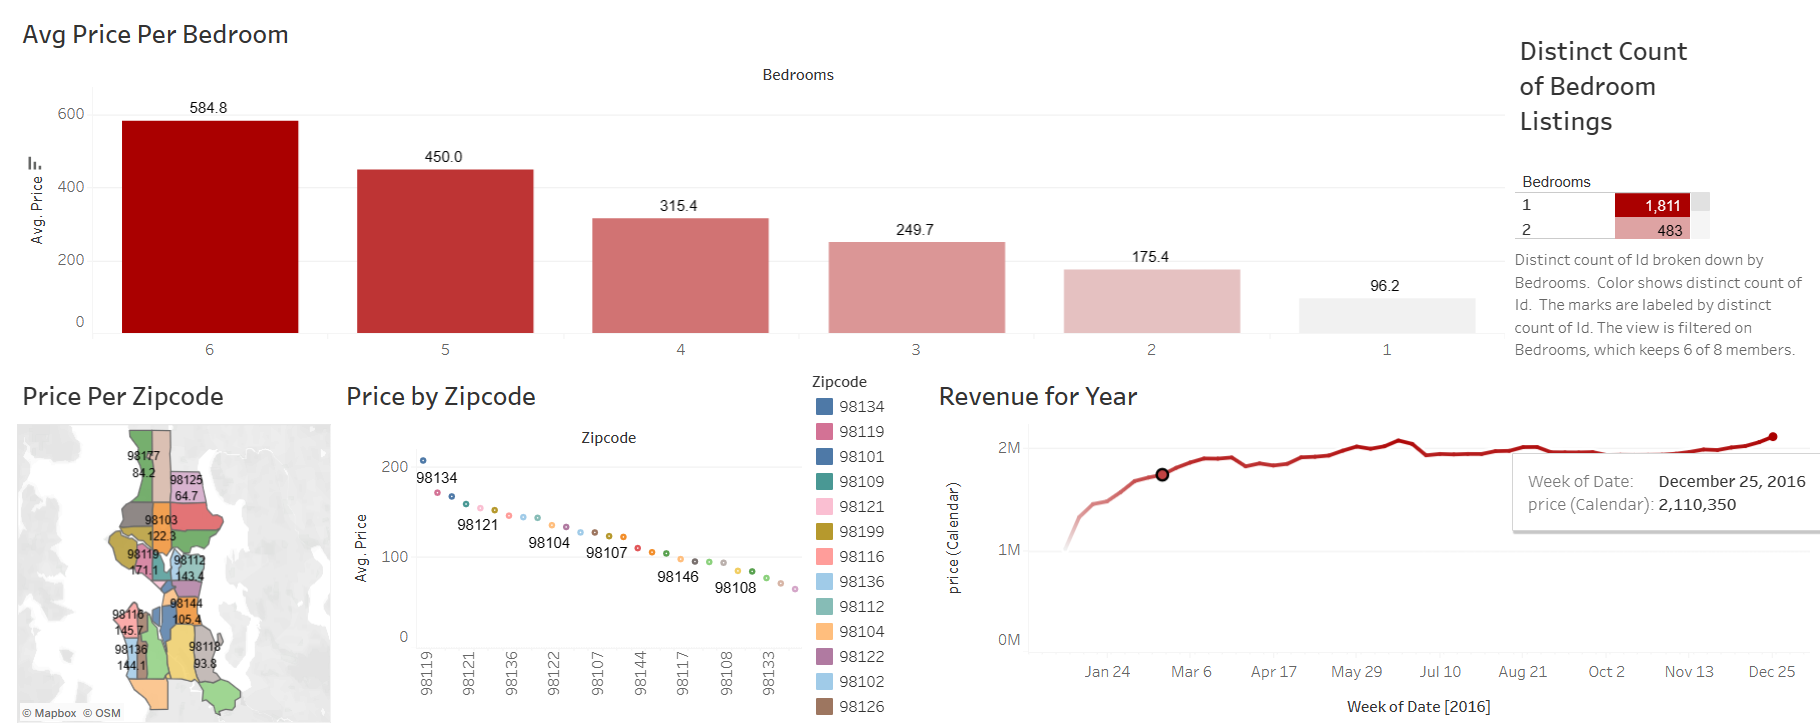 Avg Price Per Bedroom
Bedrooms
Avg. Price
600
400
200
0
584.8
450.0
315.4
249.7
175.4
96.2
6
5
4
3
2
1
Distinct Count
of Bedroom
Listings
Bedrooms
1 1,811
2 483
Distinct count of Id broken down by
Bedrooms. Color shows distinct count of
Id. The marks are labeled by distinct
count of Id. The view is filtered on
Bedrooms, which keeps 6 of 8 members.
Price Per Zipcode
98177
84.2
98125
64.7
98103
122.3
98119
171.1
98112
143.4
98144
105.4
98116
145.7
98136
144.1
98118
93.8
© Mapbox © OSM
Price by Zipcode
Zipcode
Avg. Price
200
100
0
98134
98121
98104
98107
98146
98108
98119
98121
98136
98122
98107
98144
98117
98108
98133
Zipcode
98134
98119
98101
98109
98121
98199
98116
98136
98112
98104
98122
98102
98126
Revenue for Year
price (Calendar)
2M
1M
0M
Week of Date: December 25, 2016
price (Calendar): 2,110,350
Jan 24
Mar 6
Apr 17
May 29
Jul 10
Aug 21
Oct 2
Nov 13
Dec 25
Week of Date [2016]